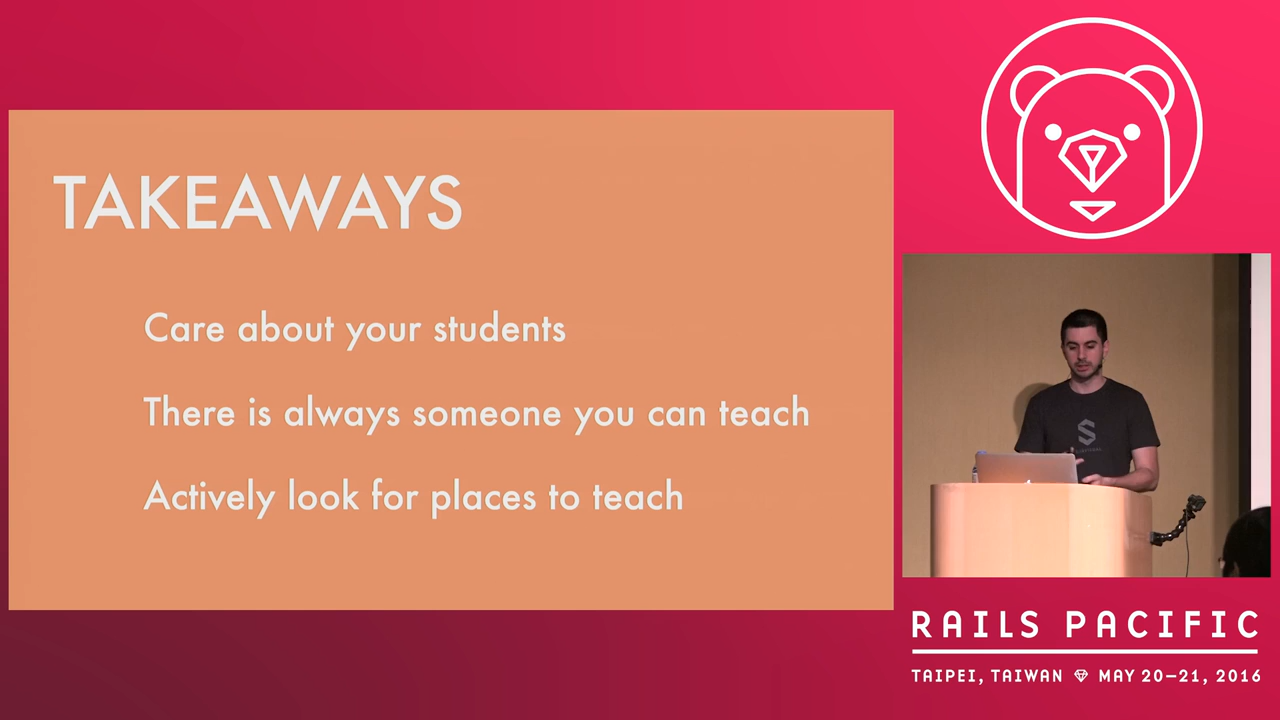 TAKEAWAYS
Care about your students
There is always someone you can teach
Actively look for places to teach
S
RAILS PACIFIC
TAIPEI, TAIWAN MAY 20–21, 2016